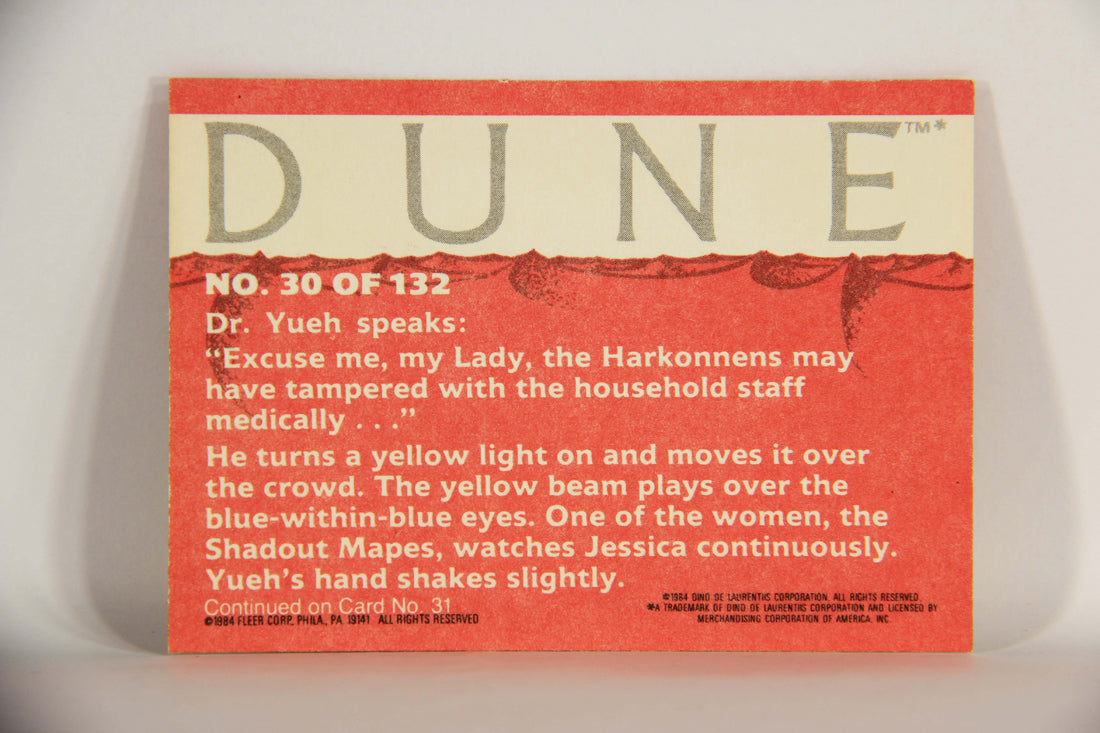 DUNE™*
NO. 30 OF 132
Dr. Yueh speaks:
“Excuse me, my Lady, the Harkonnens may
have tampered with the household staff
medically . . .”
He turns a yellow light on and moves it over
the crowd. The yellow beam plays over the
blue-within-blue eyes. One of the women, the
Shadout Mapes, watches Jessica continuously.
Yueh’s hand shakes slightly.
Continued on Card No. 31
©1984 FLEER CORP. PHILA., PA 19141 ALL RIGHTS RESERVED
©1984 DINO DE LAURENTIIS CORPORATION. ALL RIGHTS RESERVED.
*A TRADEMARK OF DINO DE LAURENTIIS CORPORATION AND LICENSED BY
MERCHANDISING CORPORATION OF AMERICA, INC.